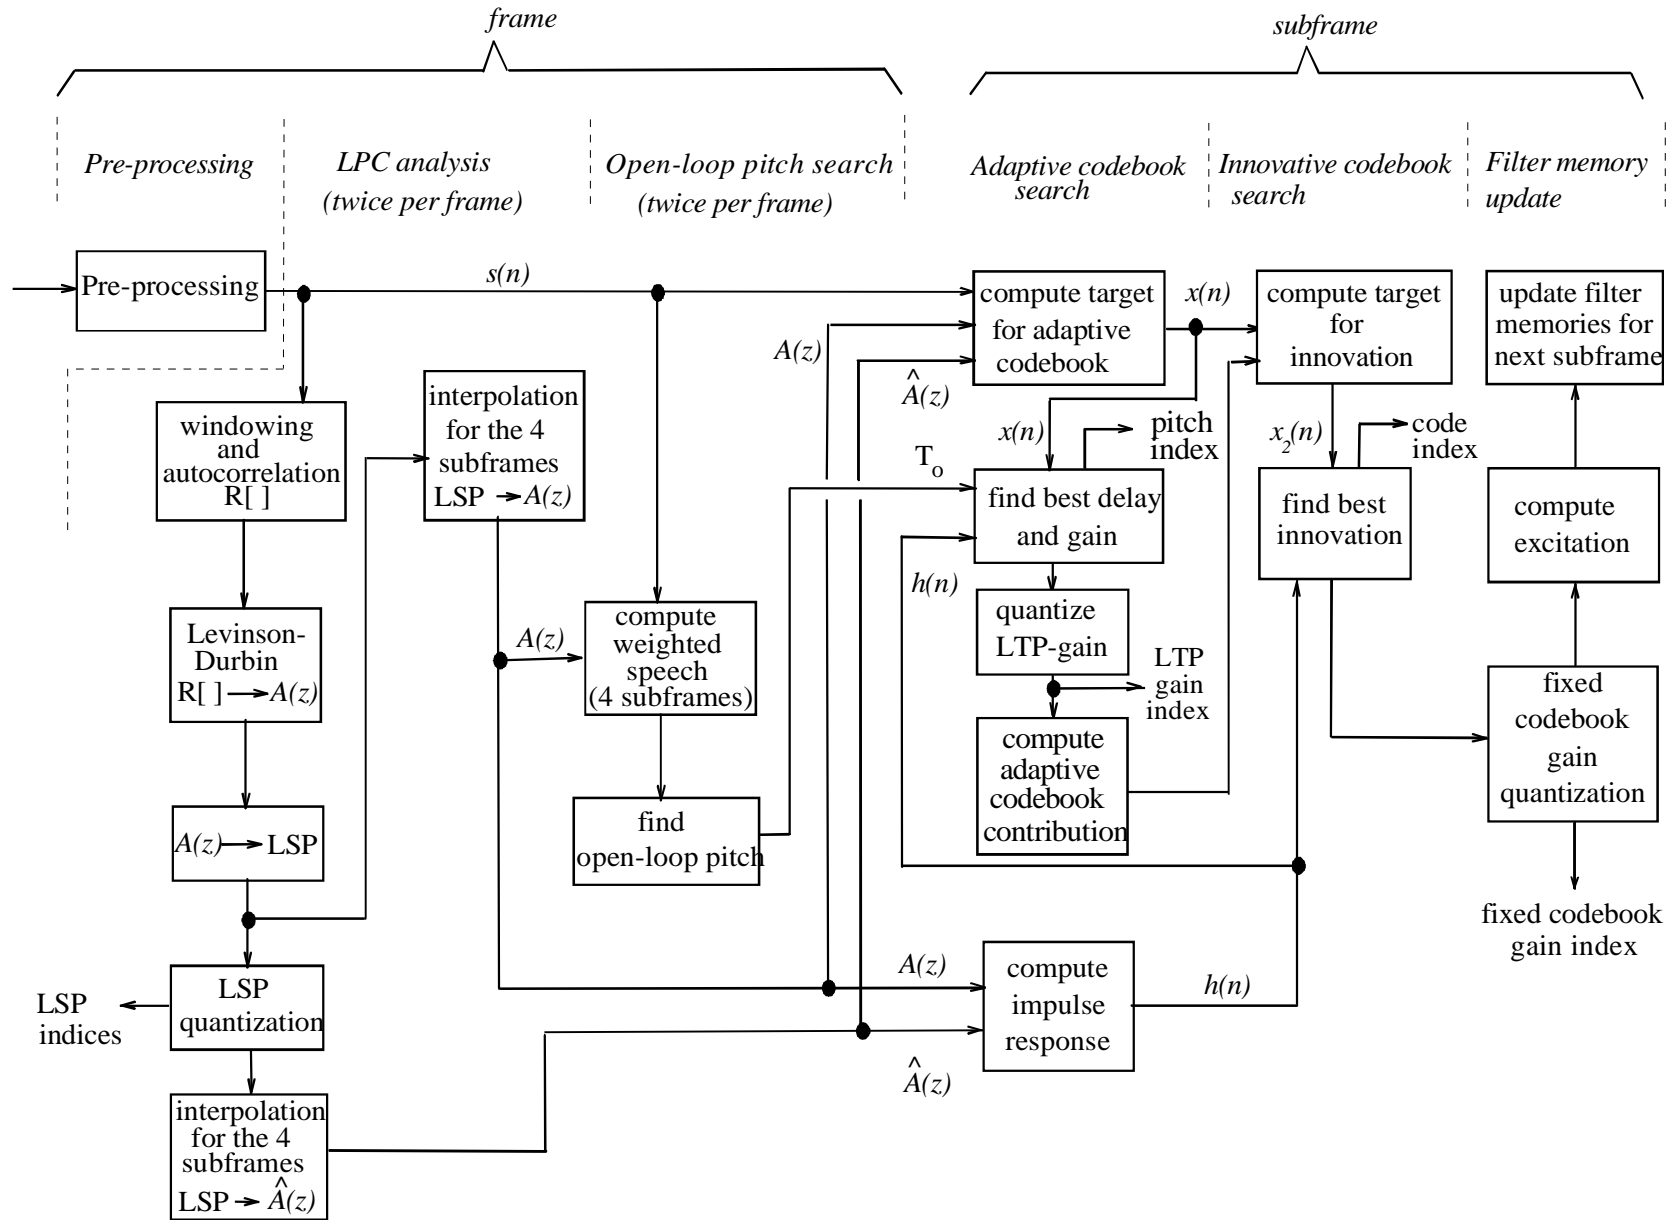 frame
subframe
Pre-processing
LPC analysis
(twice per frame)
Open-loop pitch search
(twice per frame)
Adaptive codebook
search
Innovative codebook
search
Filter memory
update
Pre-processing
s(n)
windowing
and
autocorrelation
R[ ]
Levinson-
Durbin
R[ ] → A(z)
A(z) → LSP
LSP
quantization
LSP
indices
interpolation
for the 4
subframes
LSP → Â(z)
interpolation
for the 4
subframes
LSP → A(z)
A(z)
compute
weighted
speech
(4 subframes)
find
open-loop pitch
A(z)
Â(z)
T₀
compute target
for adaptive
codebook
x(n)
x(n)
pitch
index
find best delay
and gain
h(n)
quantize
LTP-gain
LTP
gain
index
compute
adaptive
codebook
contribution
A(z)
Â(z)
compute
impulse
response
h(n)
compute target
for
innovation
x₂(n)
code
index
find best
innovation
update filter
memories for
next subframe
compute
excitation
fixed
codebook
gain
quantization
fixed codebook
gain index